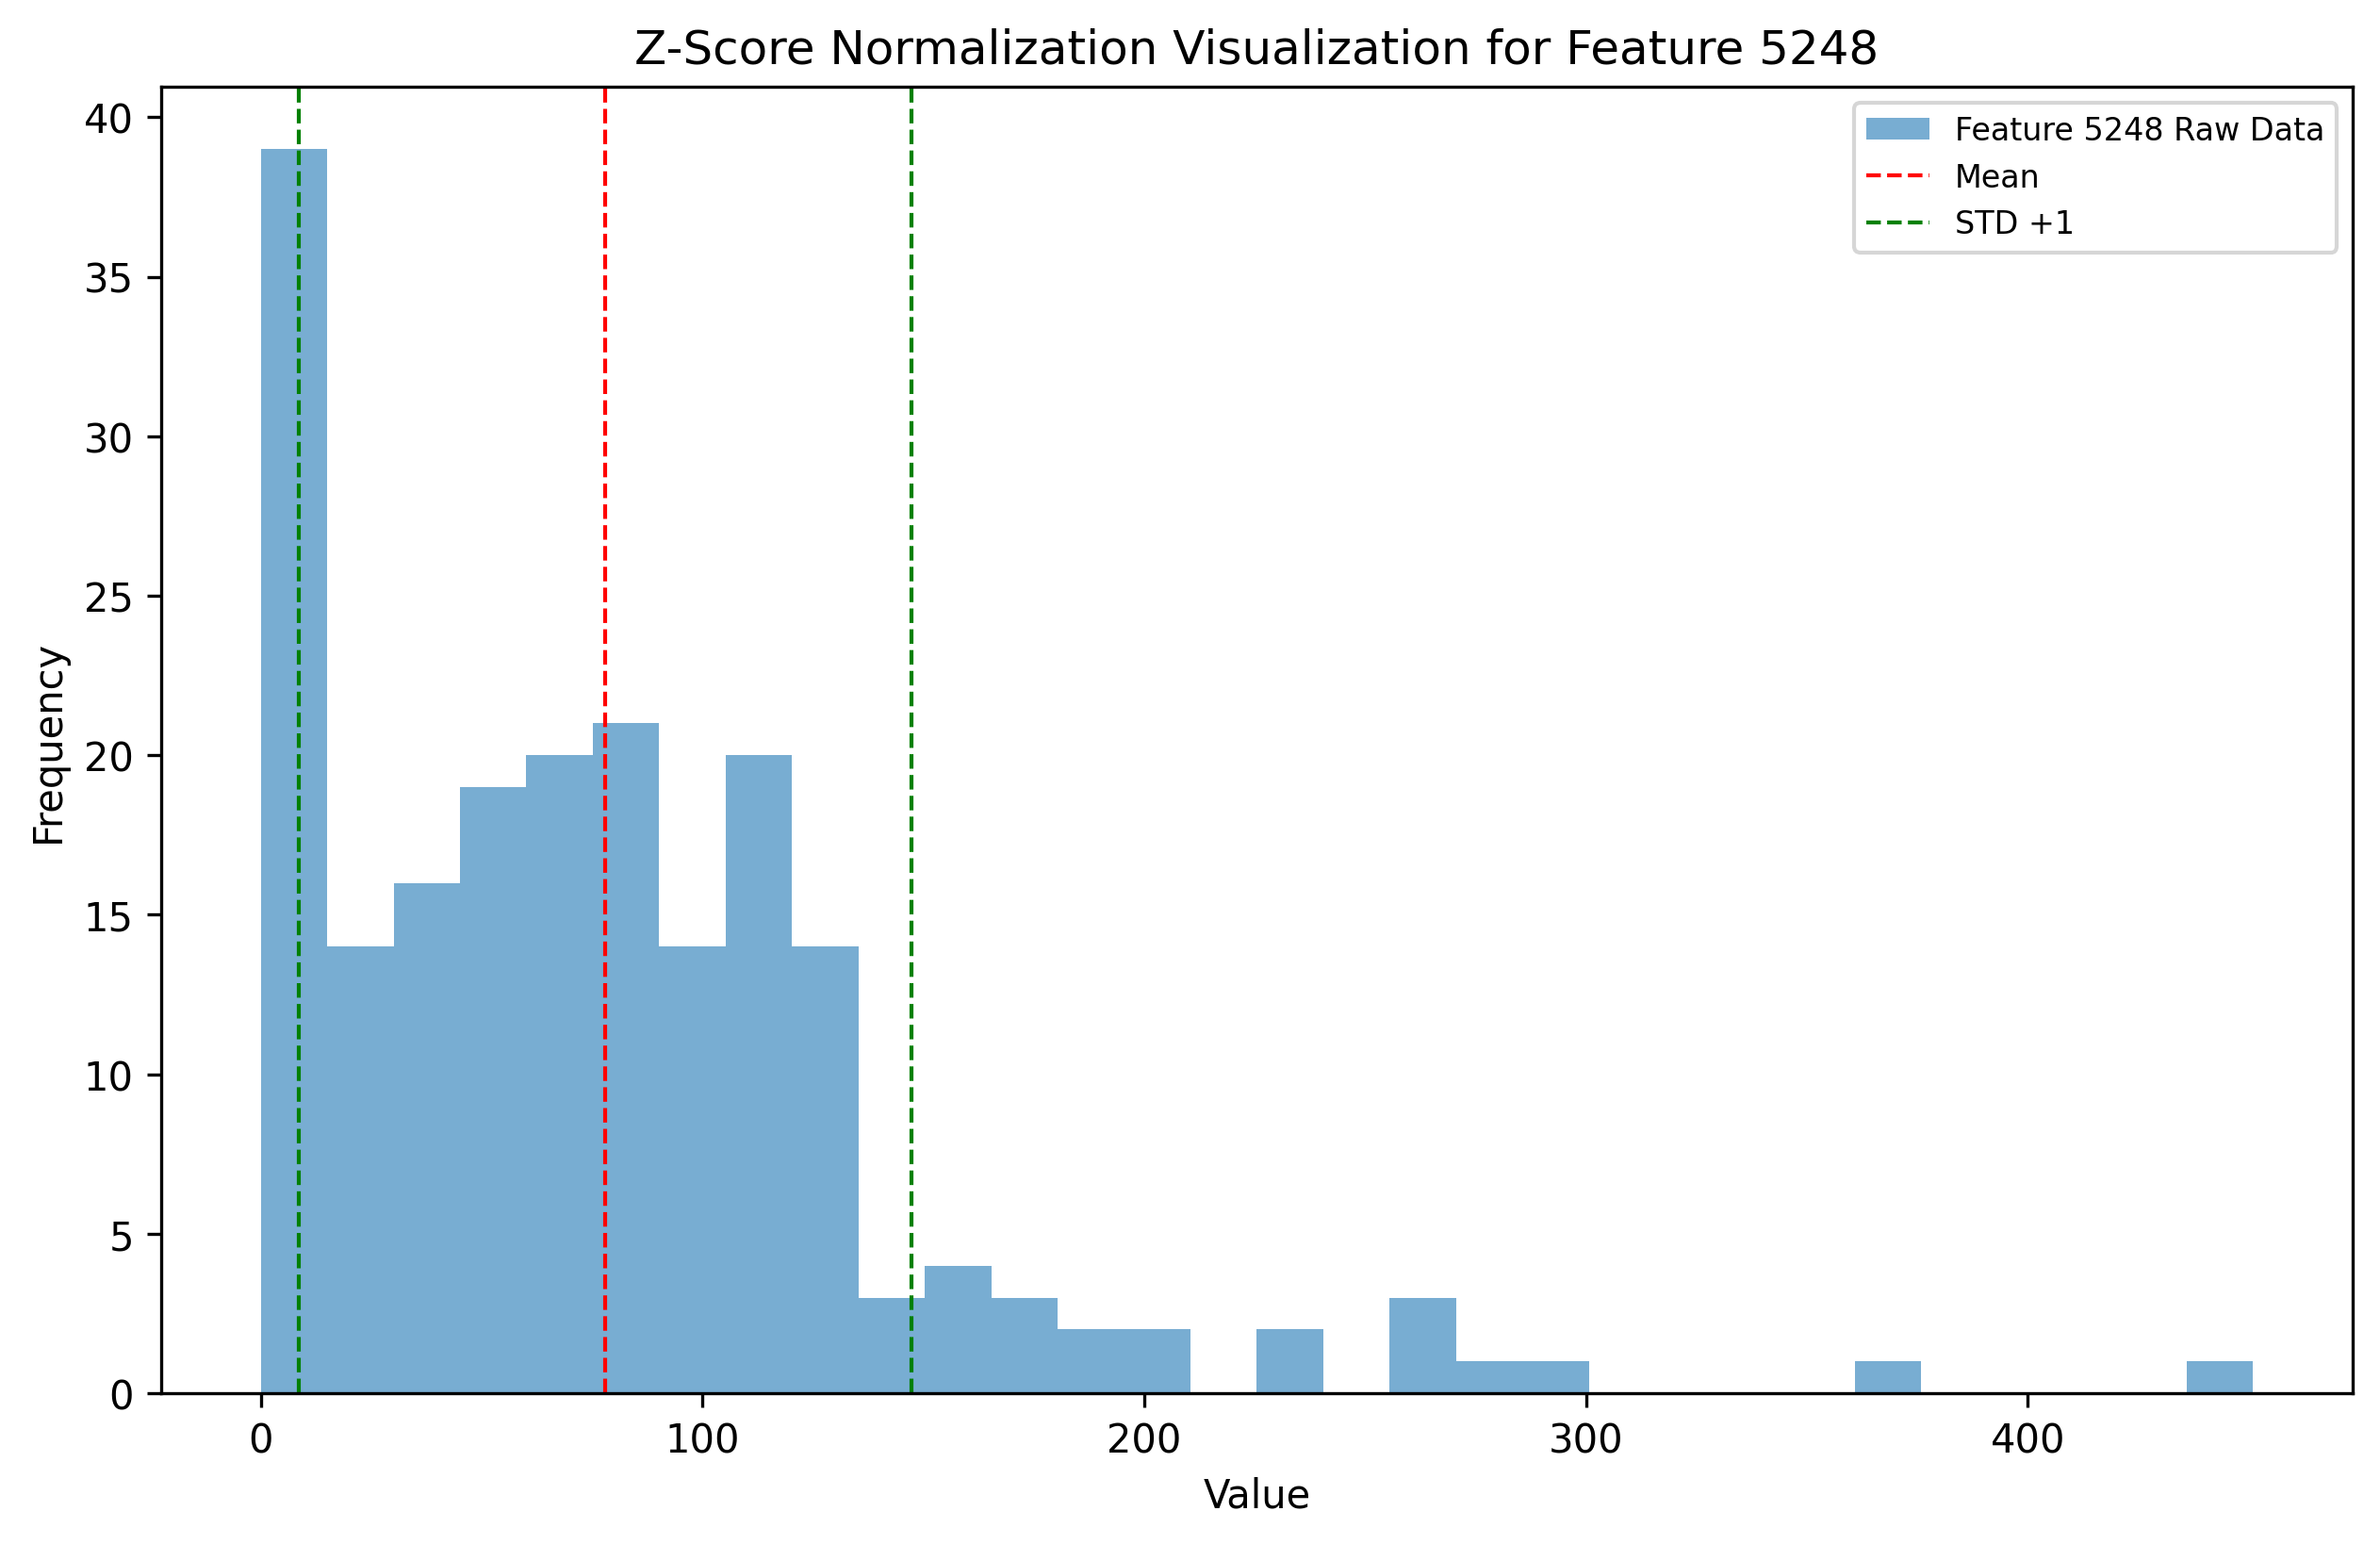 Z-Score Normalization Visualization for Feature 5248
Feature 5248 Raw Data
Mean
STD +1
40
35
30
25
20
15
10
5
0
Frequency
0 100 200 300 400
Value